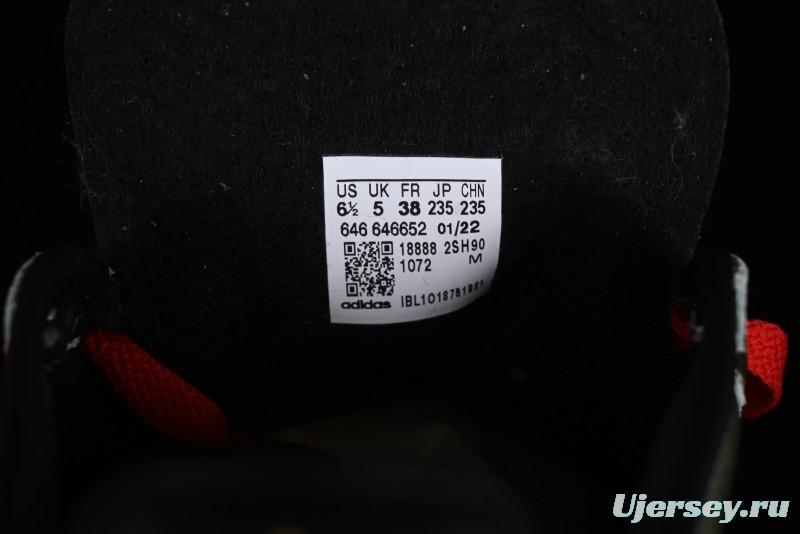 US UK FR JP CHN
6½ 5 38 235 235
646 646652 01/22
18888 2SH90
1072 M
adidas
Ujersey.ru